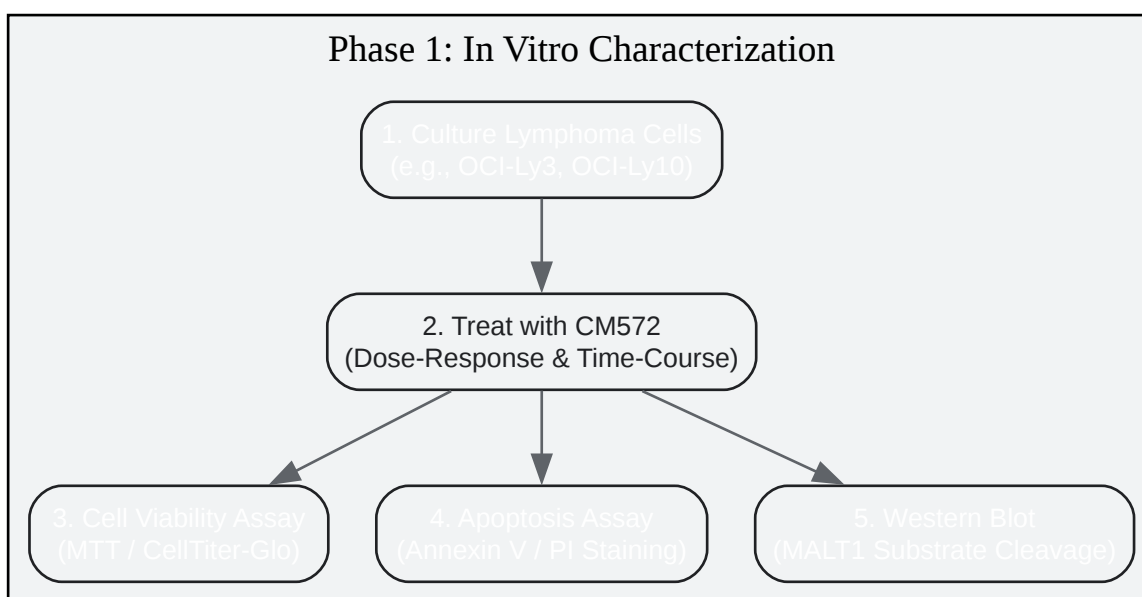 Phase 1: In Vitro Characterization
1. Culture Lymphoma Cells
(e.g., OCI-Ly3, OCI-Ly10)
2. Treat with CM572
(Dose-Response & Time-Course)
3. Cell Viability Assay
(MTT / CellTiter-Glo)
4. Apoptosis Assay
(Annexin V / PI Staining)
5. Western Blot
(MALT1 Substrate Cleavage)